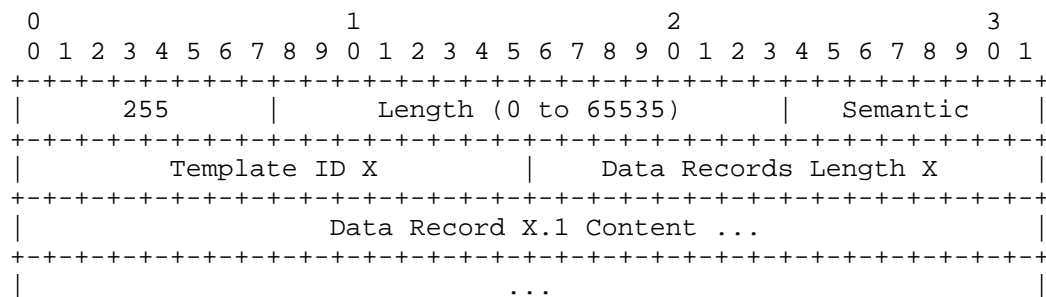 0                   1                   2                   3
 0 1 2 3 4 5 6 7 8 9 0 1 2 3 4 5 6 7 8 9 0 1 2 3 4 5 6 7 8 9 0 1
+-+-+-+-+-+-+-+-+-+-+-+-+-+-+-+-+-+-+-+-+-+-+-+-+-+-+-+-+-+-+-+-+
|      255      |      Length (0 to 65535)      |   Semantic    |
+-+-+-+-+-+-+-+-+-+-+-+-+-+-+-+-+-+-+-+-+-+-+-+-+-+-+-+-+-+-+-+-+
|         Template ID X         |    Data Records Length X      |
+-+-+-+-+-+-+-+-+-+-+-+-+-+-+-+-+-+-+-+-+-+-+-+-+-+-+-+-+-+-+-+-+
|                   Data Record X.1 Content ...                 |
+-+-+-+-+-+-+-+-+-+-+-+-+-+-+-+-+-+-+-+-+-+-+-+-+-+-+-+-+-+-+-+-+
|                              ...                              |